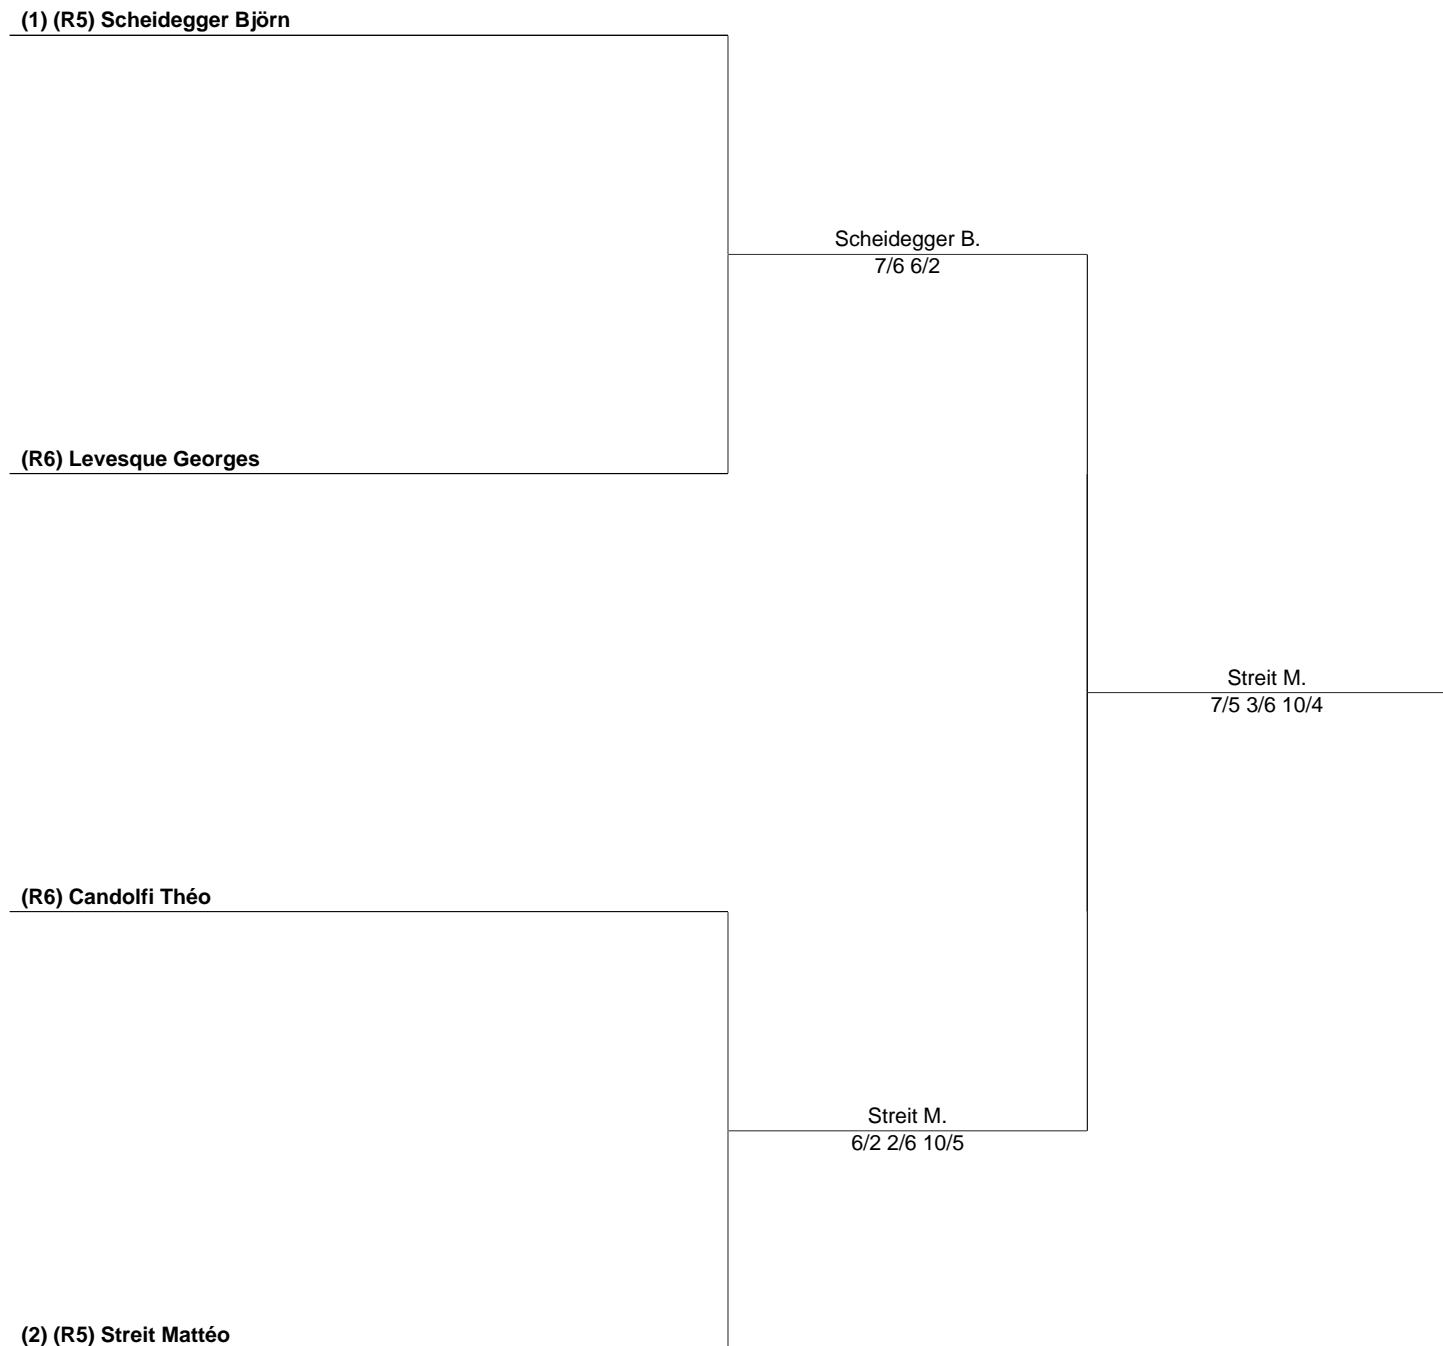 (1) (R5) Scheidegger Björn
Scheidegger B.
7/6 6/2
(R6) Levesque Georges
Streit M.
7/5 3/6 10/4
(R6) Candolfi Théo
Streit M.
6/2 2/6 10/5
(2) (R5) Streit Mattéo